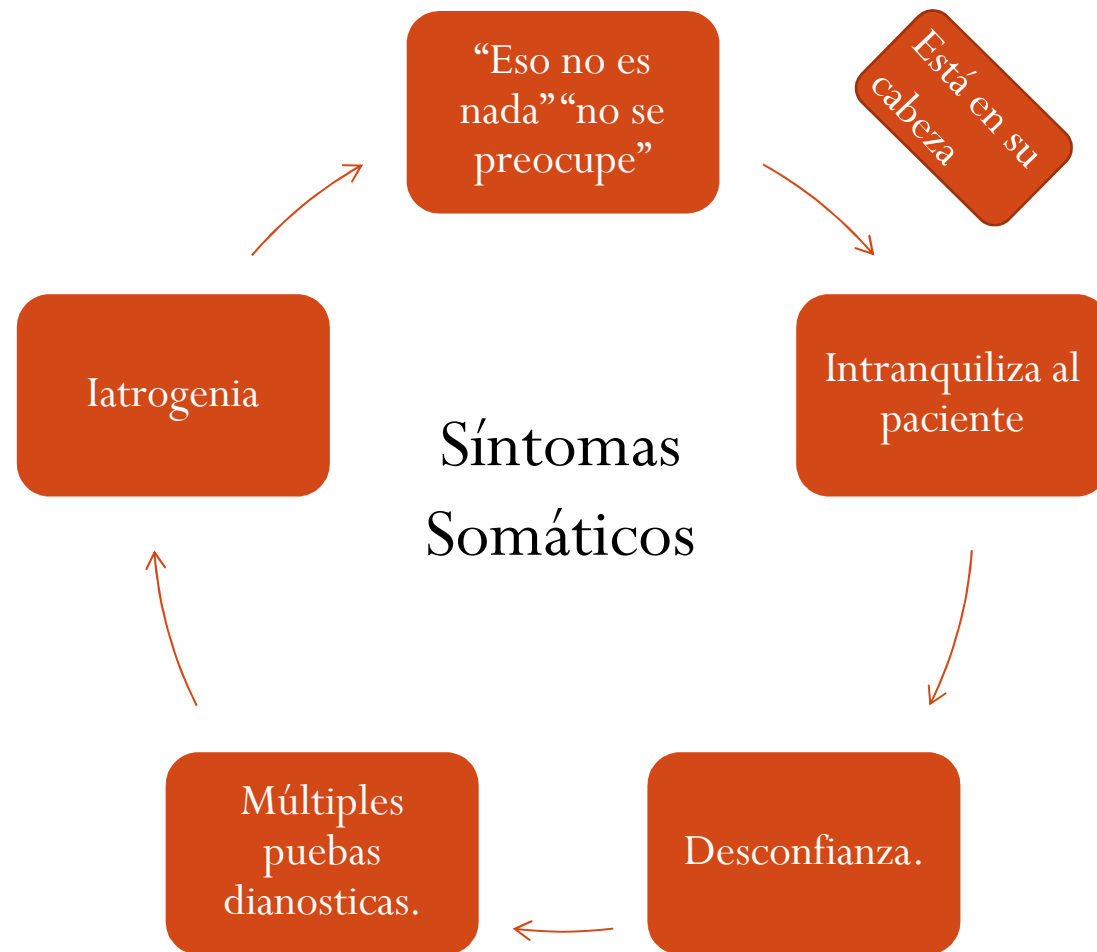 “Eso no es
nada” “no se
preocupe”
Está en su
cabeza
Intranquiliza al
paciente
Desconfianza.
Múltiples
puebas
dianosticas.
Iatrogenia
Síntomas
Somáticos